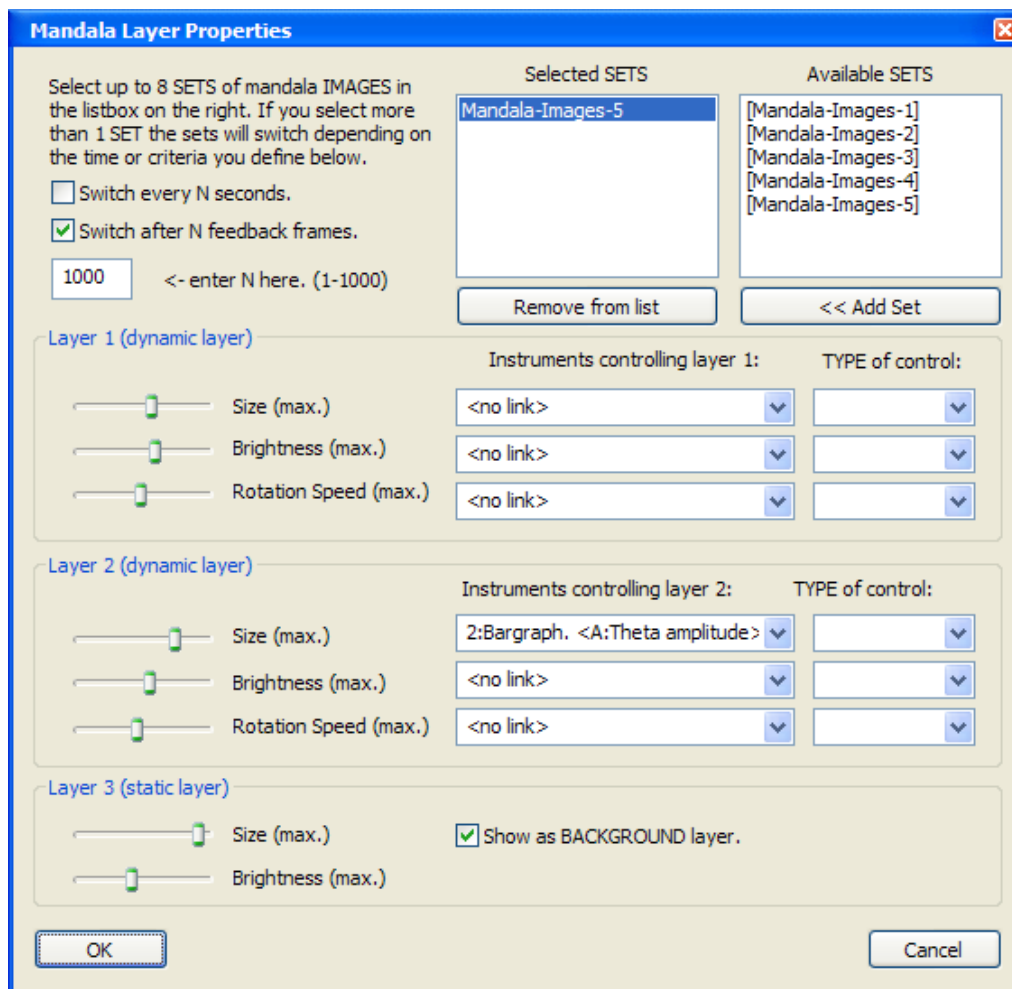 Mandala Layer Properties
Select up to 8 SETS of mandala IMAGES in
the listbox on the right. If you select more
than 1 SET the sets will switch depending on
the time or criteria you define below.
Switch every N seconds.
Switch after N feedback frames.
1000 <- enter N here. (1-1000)
Selected SETS
Mandala-Images-5
Remove from list
Available SETS
[Mandala-Images-1]
[Mandala-Images-2]
[Mandala-Images-3]
[Mandala-Images-4]
[Mandala-Images-5]
<< Add Set
Layer 1 (dynamic layer)
Instruments controlling layer 1: TYPE of control:
Size (max.) <no link>
Brightness (max.) <no link>
Rotation Speed (max.) <no link>
Layer 2 (dynamic layer)
Instruments controlling layer 2: TYPE of control:
Size (max.) 2:Bargraph. <A:Theta amplitude>
Brightness (max.) <no link>
Rotation Speed (max.) <no link>
Layer 3 (static layer)
Size (max.) Show as BACKGROUND layer.
Brightness (max.)
OK Cancel